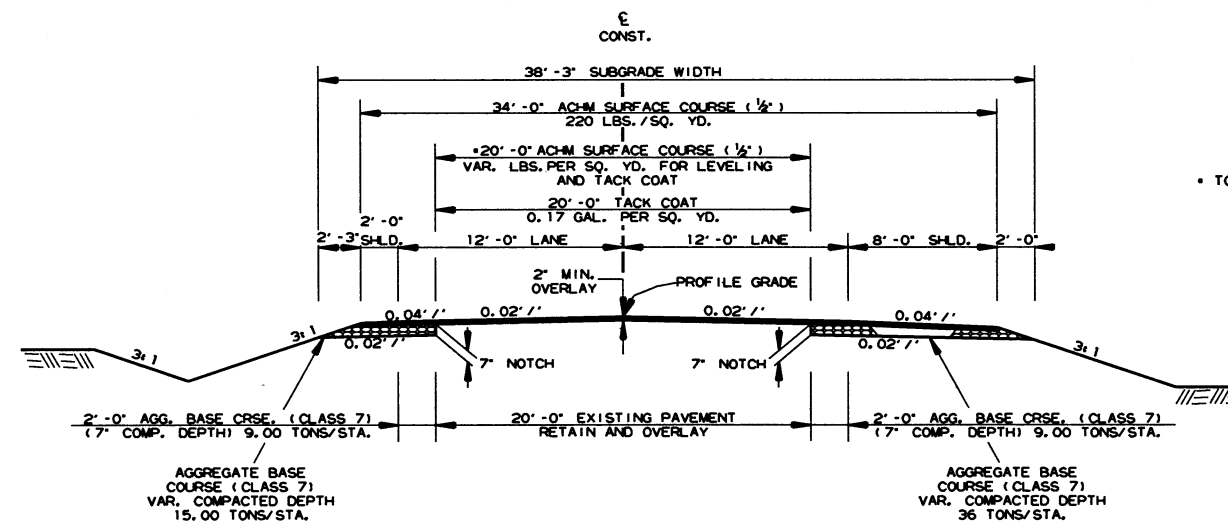 ℄
CONST.
38'-3" SUBGRADE WIDTH
34'-0" ACHM SURFACE COURSE (½")
220 LBS./SQ. YD.
*20'-0" ACHM SURFACE COURSE (½")
VAR. LBS. PER SQ. YD. FOR LEVELING
AND TACK COAT
* TO
20'-0" TACK COAT
0.17 GAL. PER SQ. YD.
2'-0"
2'-3" SHLD. 12'-0" LANE 12'-0" LANE 8'-0" SHLD. 2'-0"
2" MIN.
OVERLAY
PROFILE GRADE
0.04'/' 0.02'/' 0.02'/' 0.04'/'
3:1 3:1 0.02'/' 0.02'/' 3:1
7" NOTCH 7" NOTCH
2'-0" AGG. BASE CRSE. (CLASS 7)
(7" COMP. DEPTH) 9.00 TONS/STA.
20'-0" EXISTING PAVEMENT
RETAIN AND OVERLAY
2'-0" AGG. BASE CRSE. (CLASS 7)
(7" COMP. DEPTH) 9.00 TONS/STA.
AGGREGATE BASE
COURSE (CLASS 7)
VAR. COMPACTED DEPTH
15.00 TONS/STA.
AGGREGATE BASE
COURSE (CLASS 7)
VAR. COMPACTED DEPTH
36 TONS/STA.